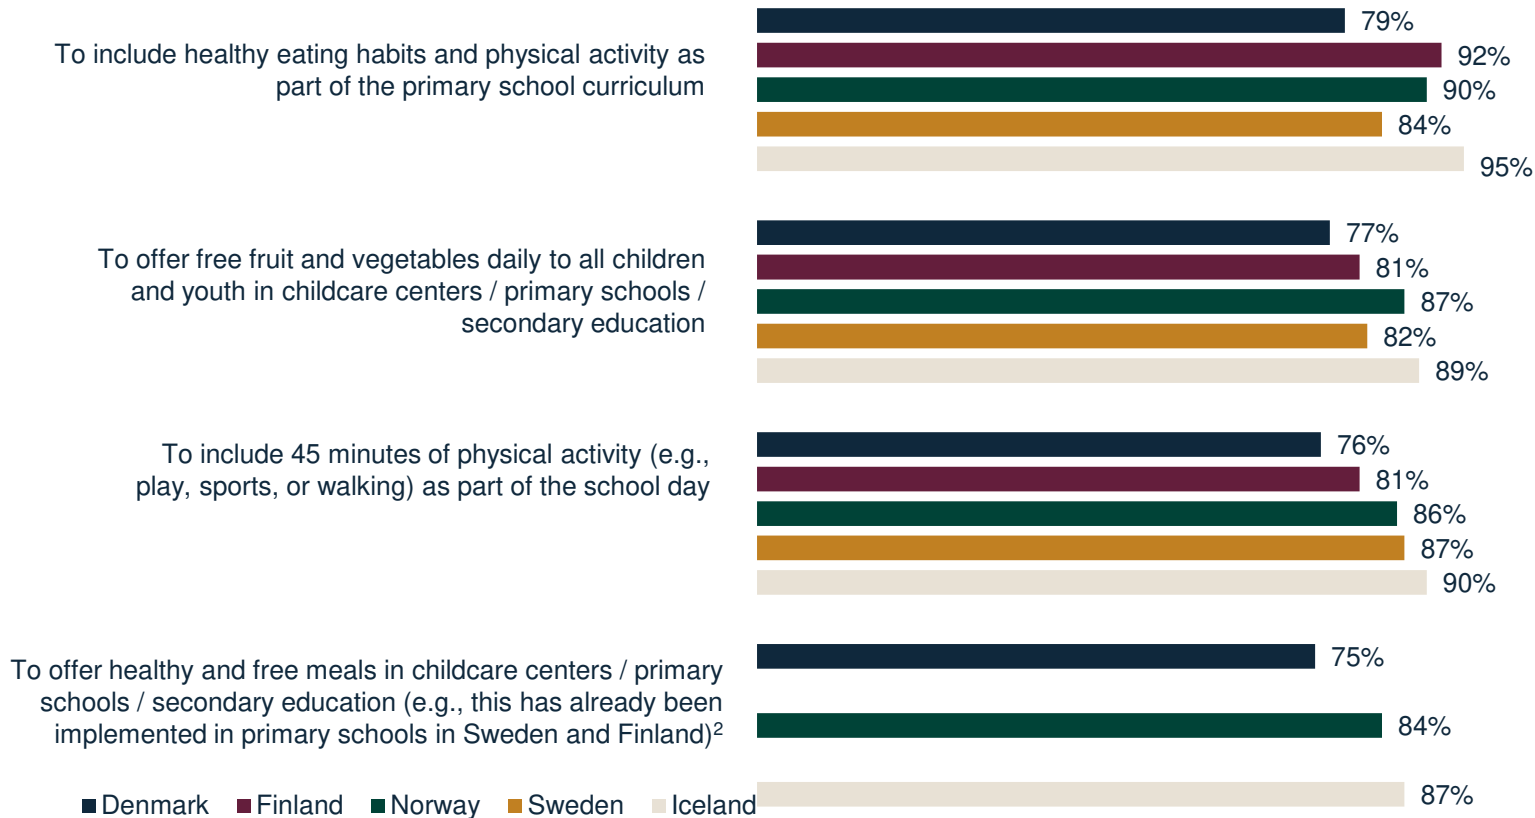 To include healthy eating habits and physical activity as
part of the primary school curriculum
79%
92%
90%
84%
95%
To offer free fruit and vegetables daily to all children
and youth in childcare centers / primary schools /
secondary education
77%
81%
87%
82%
89%
To include 45 minutes of physical activity (e.g.,
play, sports, or walking) as part of the school day
76%
81%
86%
87%
90%
To offer healthy and free meals in childcare centers / primary
schools / secondary education (e.g., this has already been
implemented in primary schools in Sweden and Finland)²
75%
84%
87%
Denmark Finland Norway Sweden Iceland